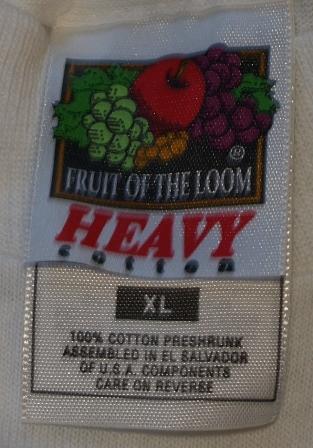 ®
FRUIT OF THE LOOM
HEAVY
cotton
XL
100% COTTON PRESHRUNK
ASSEMBLED IN EL SALVADOR
OF U.S.A. COMPONENTS
CARE ON REVERSE